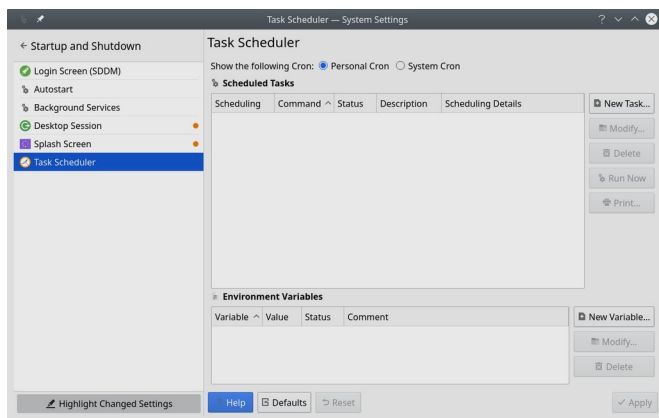 Task Scheduler — System Settings
Startup and Shutdown
Login Screen (SDDM)
Autostart
Background Services
Desktop Session
Splash Screen
Task Scheduler
Highlight Changed Settings
Task Scheduler
Show the following Cron: Personal Cron System Cron
Scheduled Tasks
Scheduling Command Status Description Scheduling Details
New Task...
Modify...
Delete
Run Now
Print...
Environment Variables
Variable Value Status Comment
New Variable...
Modify...
Delete
Help Defaults Reset Apply